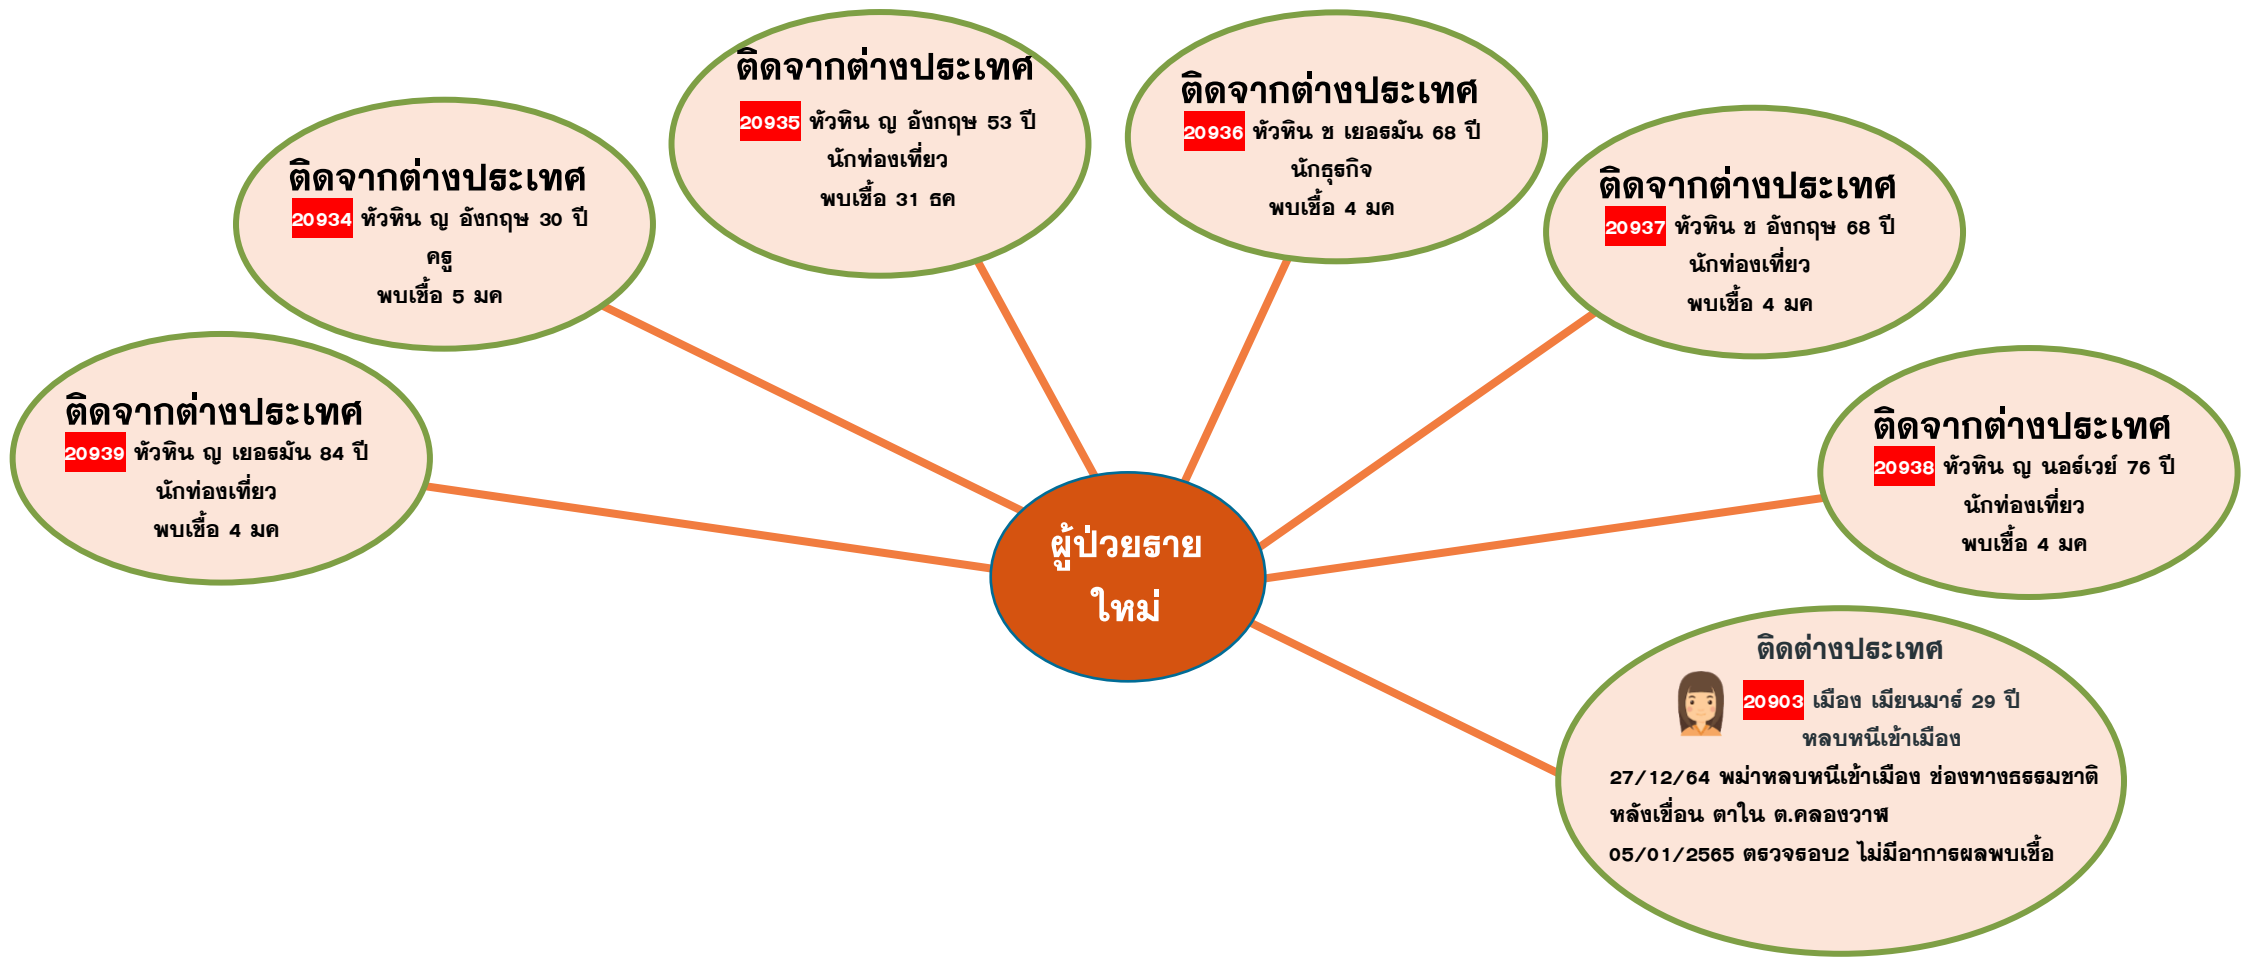 ติดจากต่างประเทศ
20935 หัวหิน ญ อังกฤษ 53 ปี
นักท่องเที่ยว
พบเชื้อ 31 ธค
ติดจากต่างประเทศ
20936 หัวหิน ช เยอรมัน 68 ปี
นักธุรกิจ
พบเชื้อ 4 มค
ติดจากต่างประเทศ
20934 หัวหิน ญ อังกฤษ 30 ปี
ครู
พบเชื้อ 5 มค
ติดจากต่างประเทศ
20937 หัวหิน ช อังกฤษ 68 ปี
นักท่องเที่ยว
พบเชื้อ 4 มค
ติดจากต่างประเทศ
20939 หัวหิน ญ เยอรมัน 84 ปี
นักท่องเที่ยว
พบเชื้อ 4 มค
ติดจากต่างประเทศ
20938 หัวหิน ญ นอร์เวย์ 76 ปี
นักท่องเที่ยว
พบเชื้อ 4 มค
ผู้ป่วยราย
ใหม่
ติดต่างประเทศ
20903 เมือง เมียนมาร์ 29 ปี
หลบหนีเข้าเมือง
27/12/64 พม่าหลบหนีเข้าเมือง ช่องทางธรรมชาติ
หลังเขื่อน ตาใน ต.คลองวาฬ
05/01/2565 ตรวจรอบ2 ไม่มีอาการผลพบเชื้อ